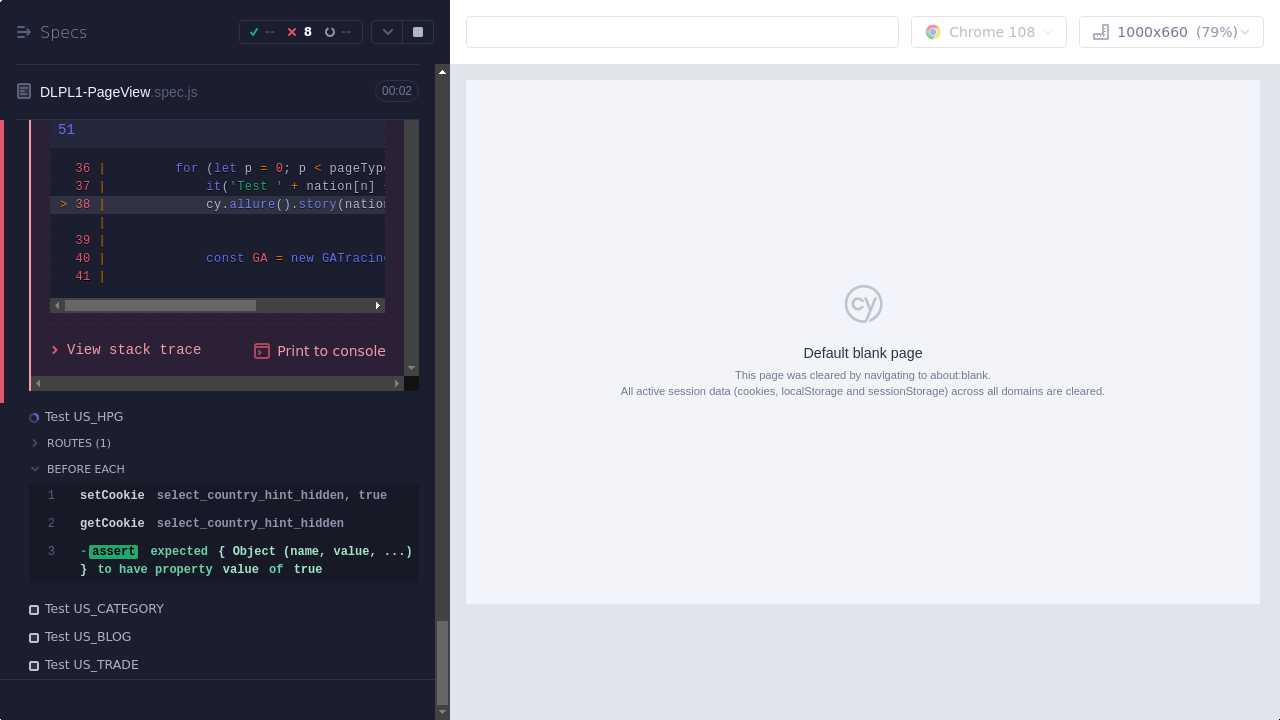 Specs
--
8
--
DLPL1-PageView.spec.js
00:02
51
36 | for (let p = 0; p < pageType
37 | it('Test ' + nation[n]
> 38 | cy.allure().story(nation
|
39 |
40 | const GA = new GATracing
41 |
View stack trace
Print to console
Test US_HPG
ROUTES (1)
BEFORE EACH
1 setCookie select_country_hint_hidden, true
2 getCookie select_country_hint_hidden
3 -assert expected { Object (name, value, ...)
} to have property value of true
Test US_CATEGORY
Test US_BLOG
Test US_TRADE
Chrome 108
1000x660 (79%)
cy
Default blank page
This page was cleared by navigating to about:blank.
All active session data (cookies, localStorage and sessionStorage) across all domains are cleared.